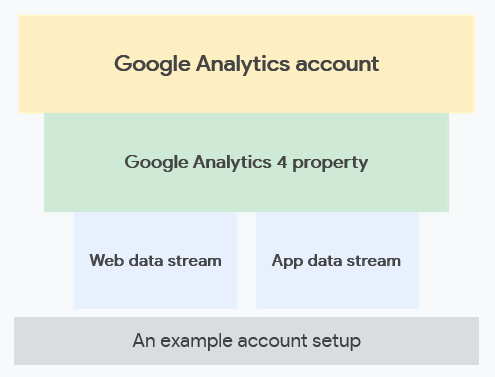 Google Analytics account
Google Analytics 4 property
Web data stream
App data stream
An example account setup